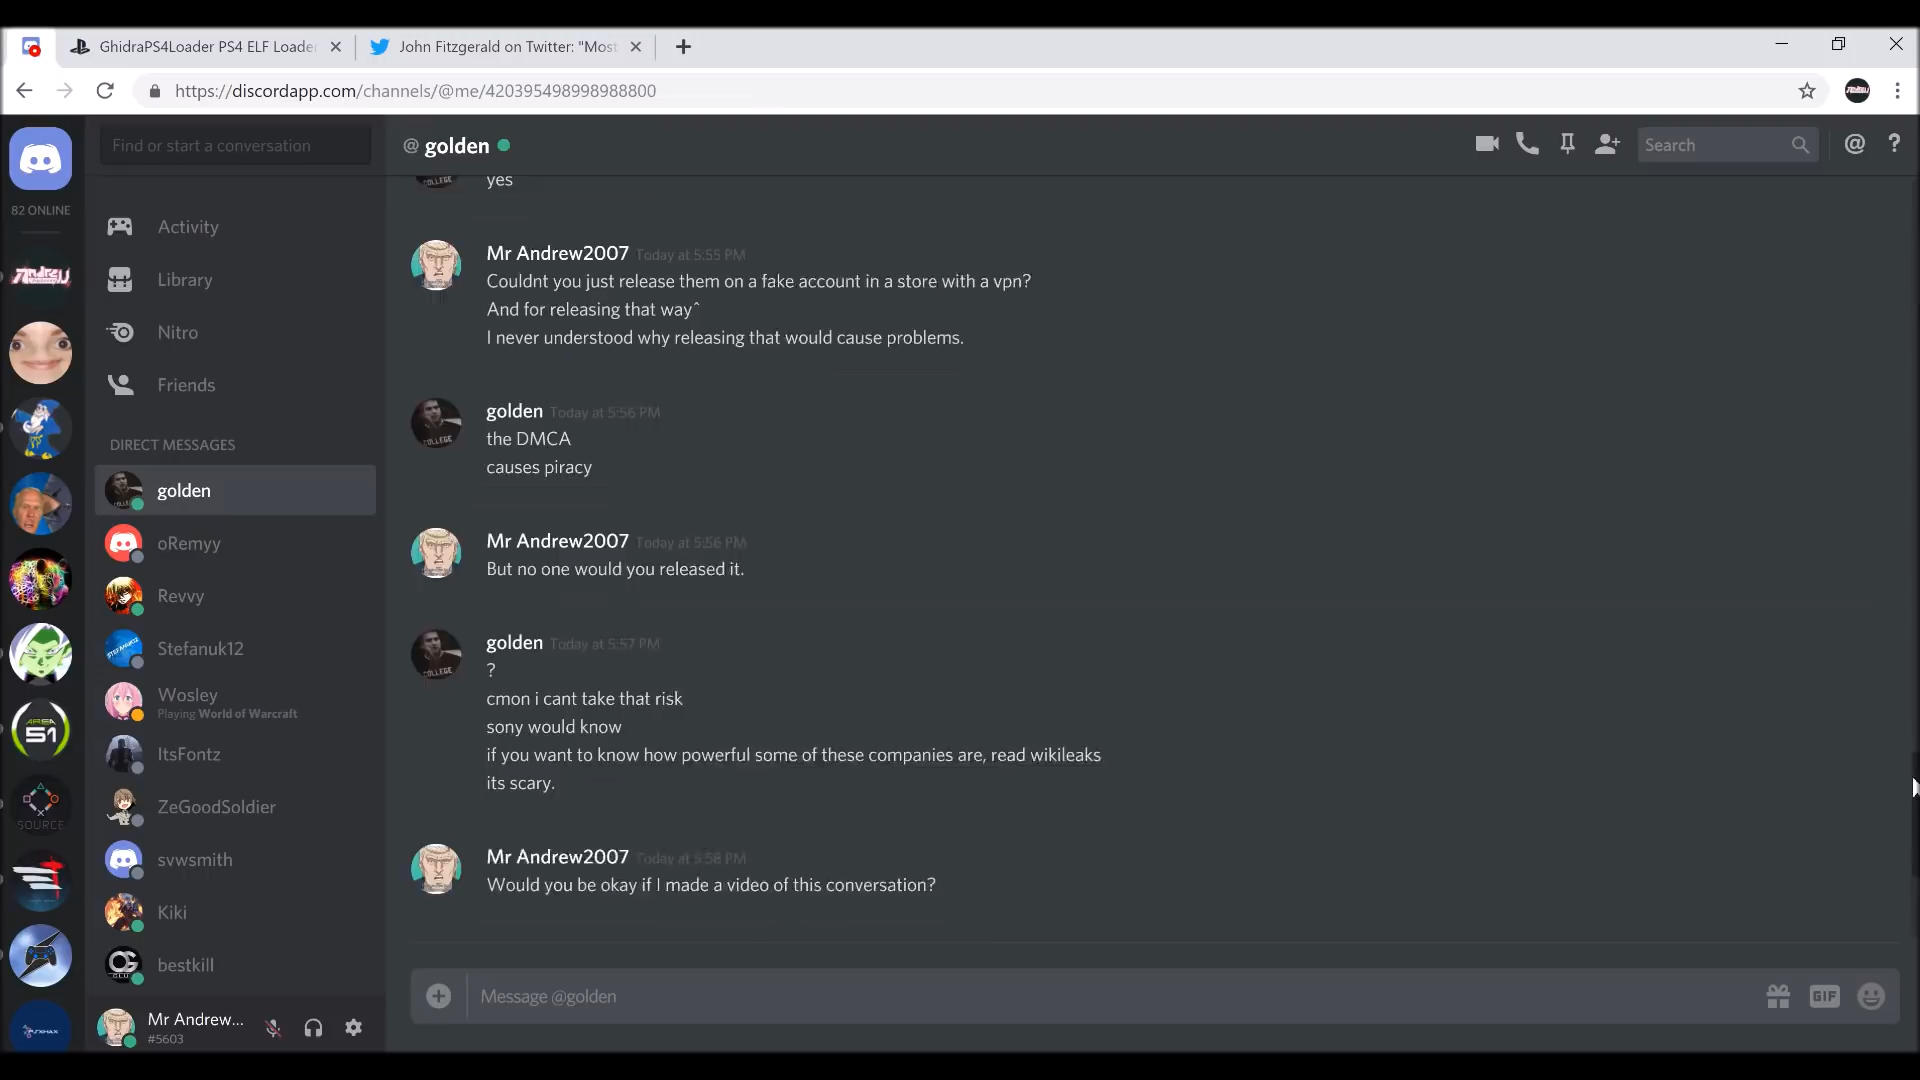 GhidraPS4Loader PS4 ELF Loade
John Fitzgerald on Twitter: "Most
https://discordapp.com/channels/@me/420395498998988800
Find or start a conversation
@ golden
Search
82 ONLINE
Activity
Library
Nitro
Friends
DIRECT MESSAGES
golden
oRemyy
Revvy
Stefanuk12
Wosley
Playing World of Warcraft
ItsFontz
ZeGoodSoldier
svwsmith
Kiki
bestkill
Mr Andrew...
#5603
AREA
51
SOURCE
yes
Mr Andrew2007 Today at 5:55 PM
Couldnt you just release them on a fake account in a store with a vpn?
And for releasing that way^
I never understood why releasing that would cause problems.
golden Today at 5:56 PM
the DMCA
causes piracy
Mr Andrew2007 Today at 5:56 PM
But no one would you released it.
golden Today at 5:57 PM
?
cmon i cant take that risk
sony would know
if you want to know how powerful some of these companies are, read wikileaks
its scary.
Mr Andrew2007 Today at 5:58 PM
Would you be okay if I made a video of this conversation?
Message @golden
GIF